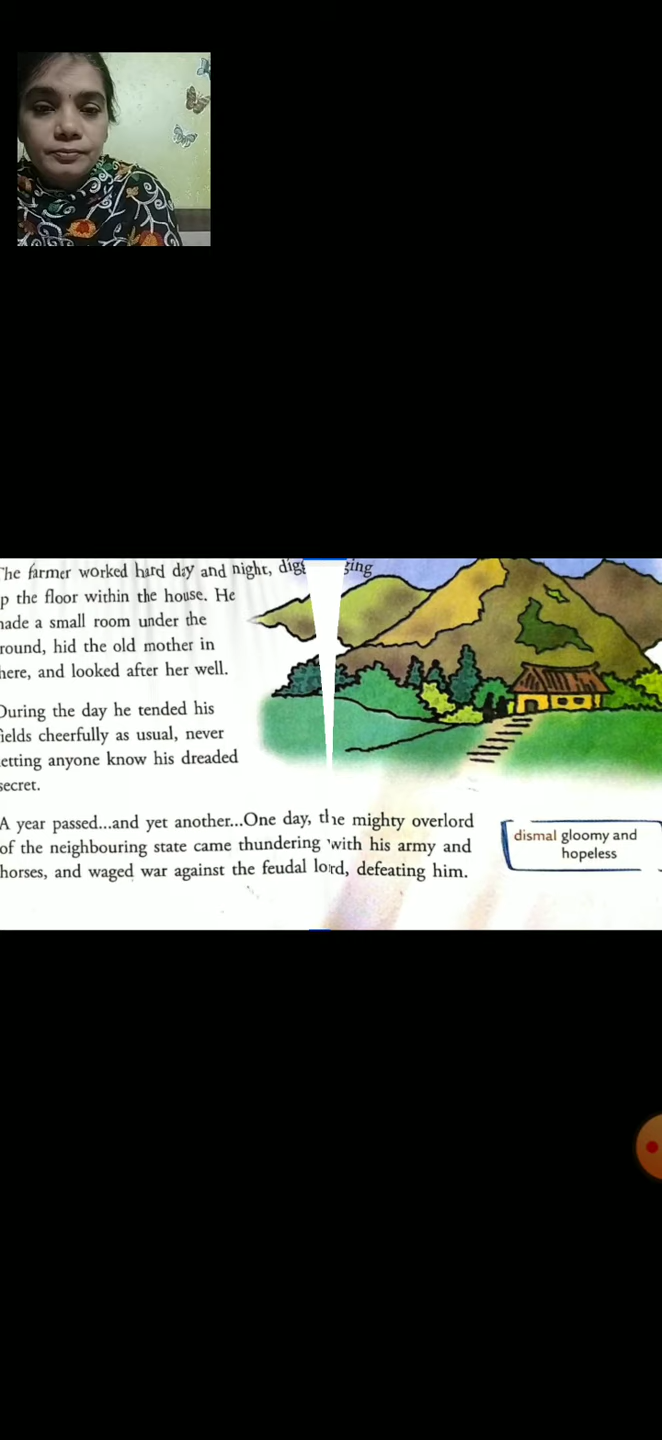 The farmer worked hard day and night, digging
p the floor within the house. He
ade a small room under the
round, hid the old mother in
here, and looked after her well.
During the day he tended his
ields cheerfully as usual, never
etting anyone know his dreaded
secret.
A year passed...and yet another...One day, the mighty overlord
of the neighbouring state came thundering with his army and
horses, and waged war against the feudal lord, defeating him.
dismal gloomy and
hopeless